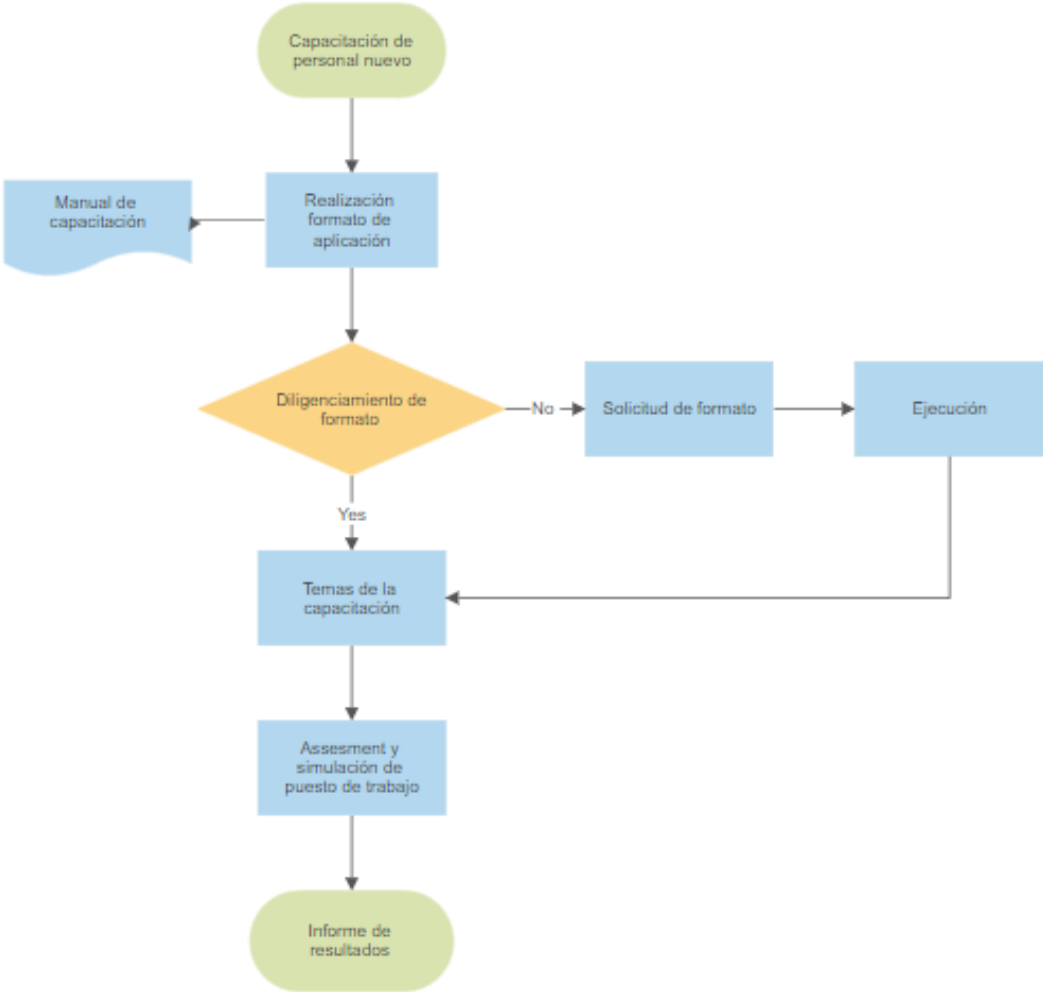 Capacitación de
personal nuevo
Manual de
capacitación
Realización
formato de
aplicación
Diligenciamiento de
formato
No
Solicitud de formato
Ejecución
Yes
Temas de la
capacitación
Assesment y
simulación de
puesto de trabajo
Informe de
resultados